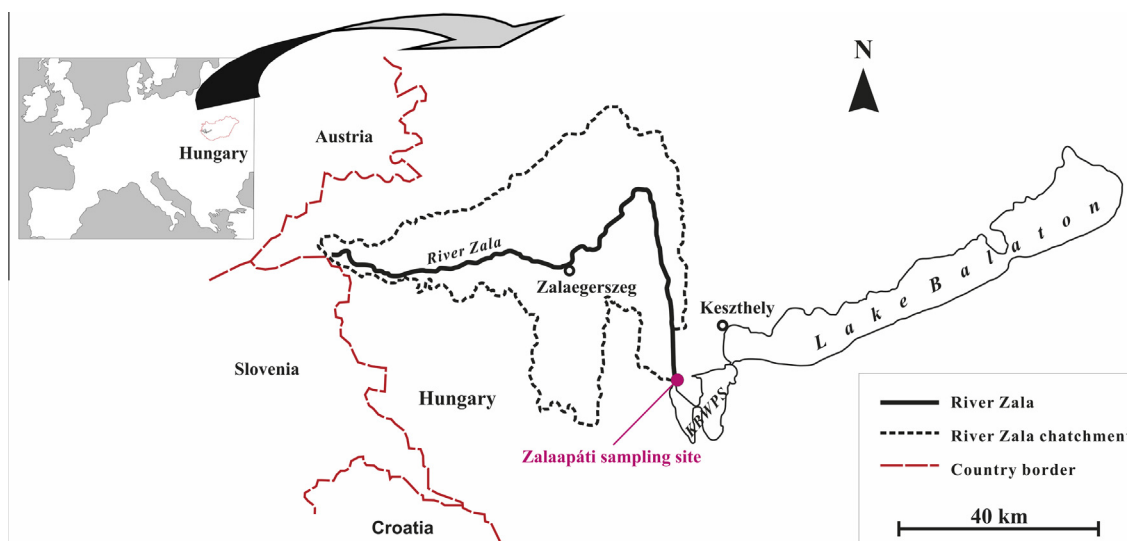 N
Austria
Hungary
River Zala
Zalaegerszeg
Keszthely
Lake Balaton
Slovenia
Hungary
KBWPS
Zalaapáti sampling site
Croatia
River Zala
River Zala chatchment
Country border
40 km